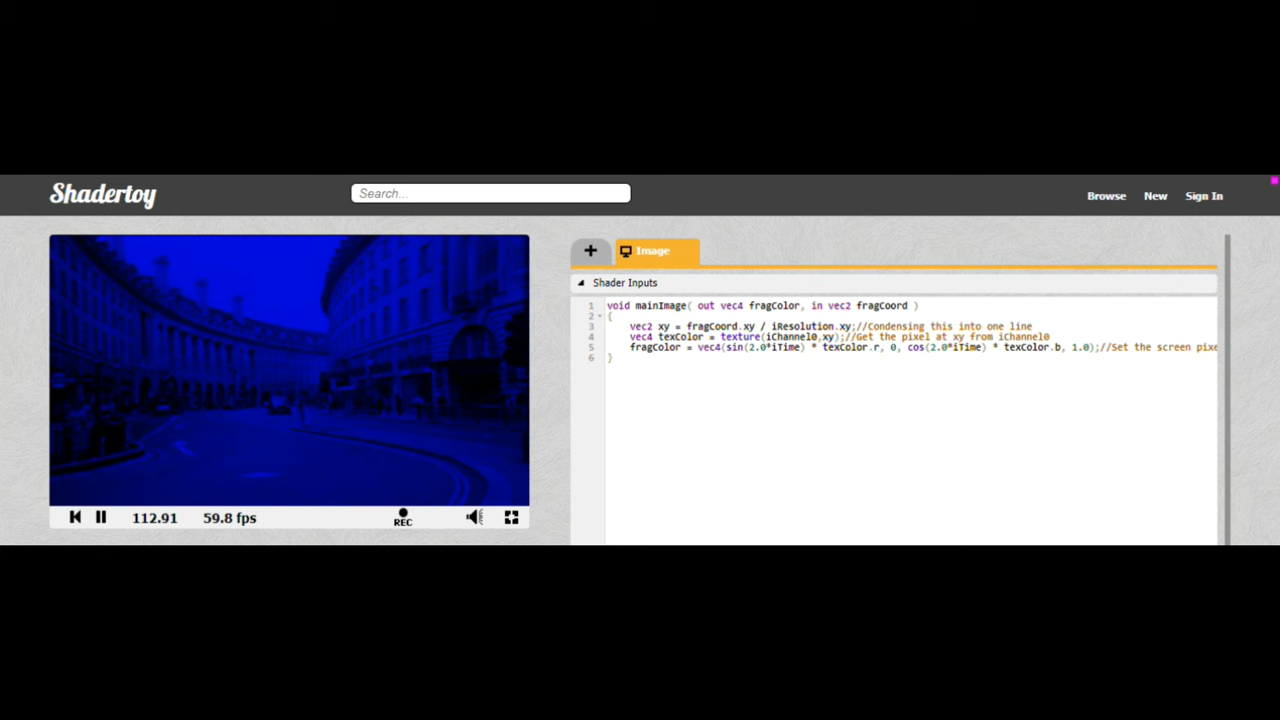 Shadertoy
Search...
Browse New Sign In
+ Image
Shader Inputs
1 void mainImage( out vec4 fragColor, in vec2 fragCoord )
2 {
3 vec2 xy = fragCoord.xy / iResolution.xy;//Condensing this into one line
4 vec4 texColor = texture(iChannel0,xy);//Get the pixel at xy from iChannel0
5 fragColor = vec4(sin(2.0*iTime) * texColor.r, 0, cos(2.0*iTime) * texColor.b, 1.0);//Set the screen pixe
6 }
112.91 59.8 fps REC